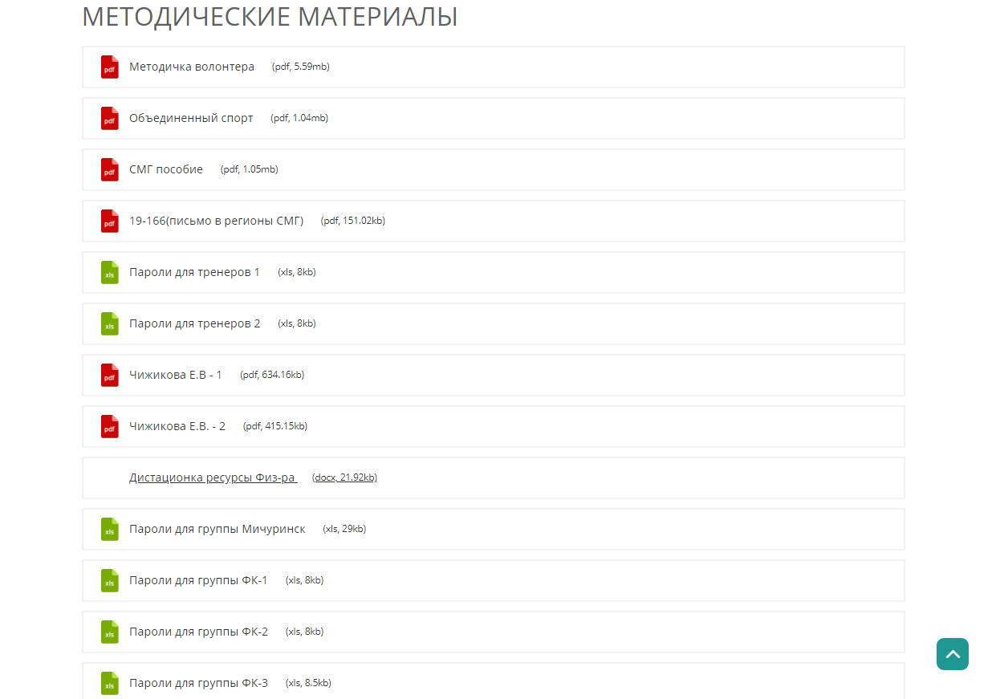 МЕТОДИЧЕСКИЕ МАТЕРИАЛЫ
pdf Методичка волонтера (pdf, 5.59mb)
pdf Объединенный спорт (pdf, 1.04mb)
pdf СМГ пособие (pdf, 1.05mb)
pdf 19-166(письмо в регионы СМГ) (pdf, 151.02kb)
xls Пароли для тренеров 1 (xls, 8kb)
xls Пароли для тренеров 2 (xls, 8kb)
pdf Чижикова Е.В - 1 (pdf, 634.16kb)
pdf Чижикова Е.В. - 2 (pdf, 415.15kb)
Дистационка ресурсы Физ-ра (docx, 21.92kb)
xls Пароли для группы Мичуринск (xls, 29kb)
xls Пароли для группы ФК-1 (xls, 8kb)
xls Пароли для группы ФК-2 (xls, 8kb)
xls Пароли для группы ФК-3 (xls, 8.5kb)